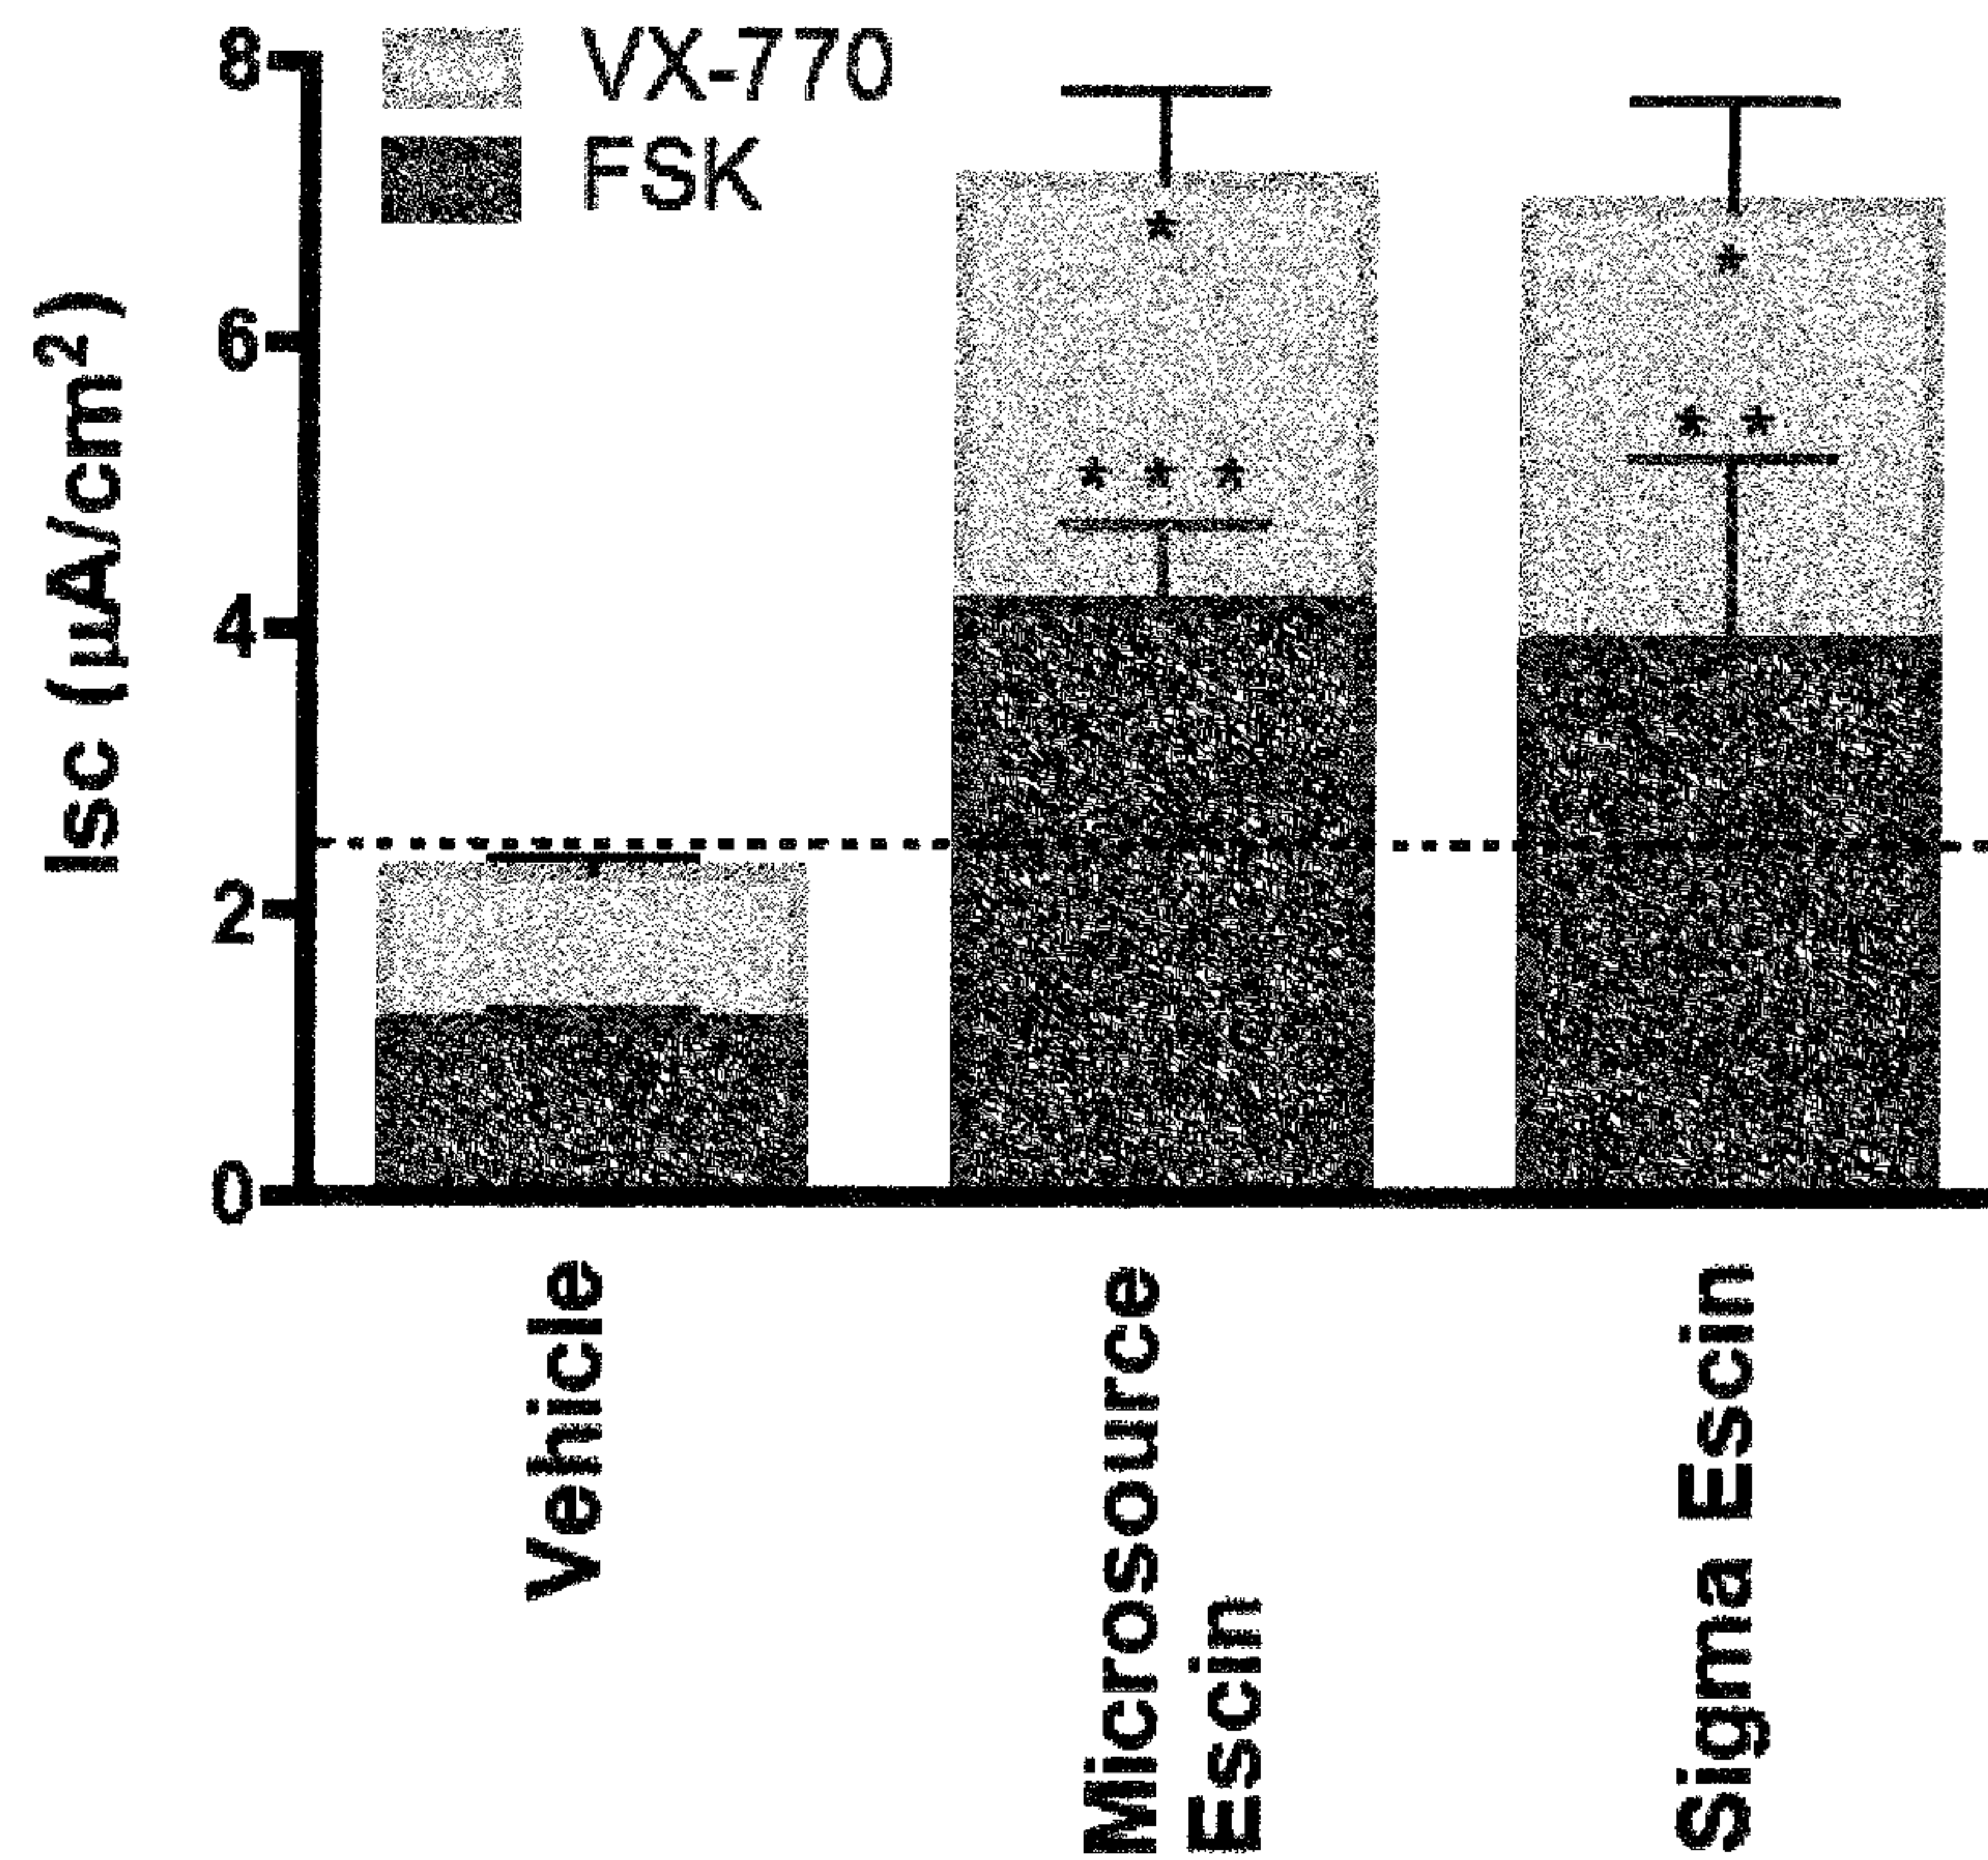 8
VX-770
FSK
6
4
2
0
Isc (µA/cm²)
*
*
* * *
* *
Vehicle
Microsource
Escin
Sigma Escin